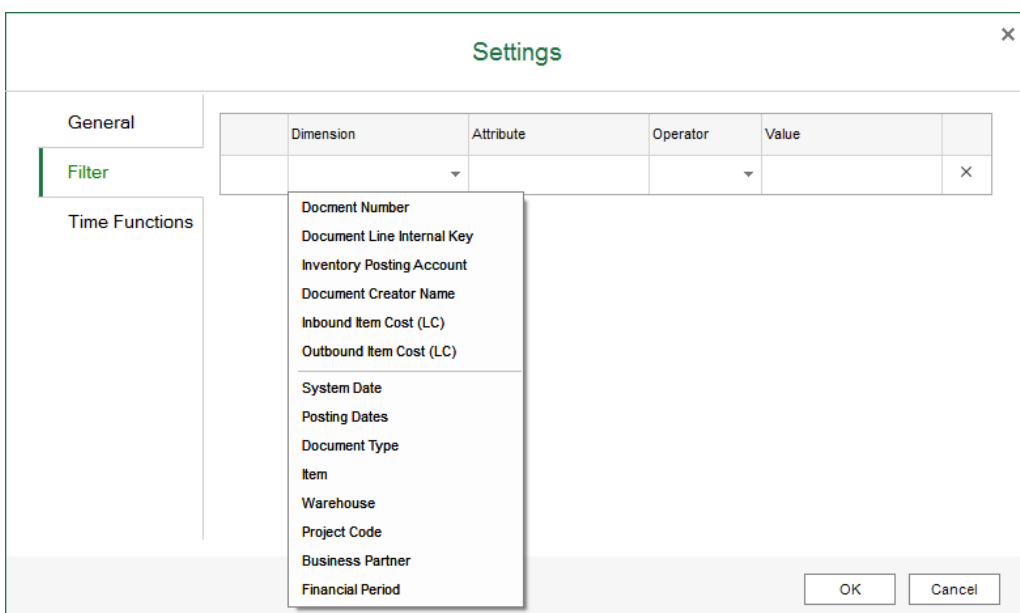 Settings
General
Filter
Time Functions
Dimension Attribute Operator Value
Docment Number
Document Line Internal Key
Inventory Posting Account
Document Creator Name
Inbound Item Cost (LC)
Outbound Item Cost (LC)
System Date
Posting Dates
Document Type
Item
Warehouse
Project Code
Business Partner
Financial Period
OK Cancel